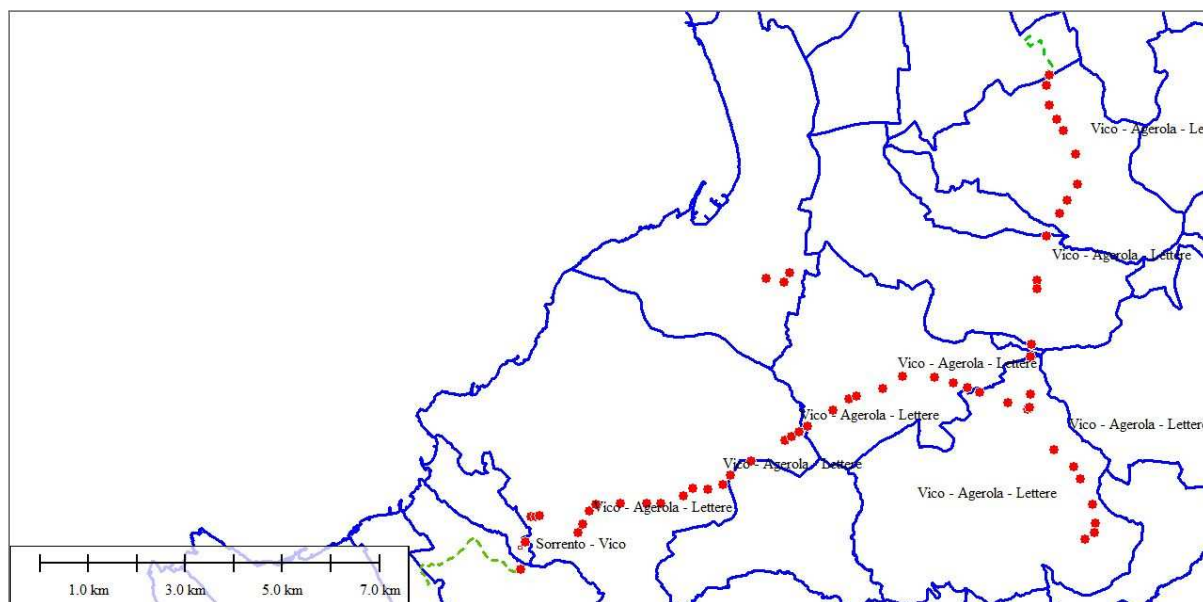 Vico - Agerola - Le
Vico - Agerola - Lettere
Vico - Agerola - Lettere
Vico - Agerola - Lettere
Vico - Agerola - Lettere
Vico - Agerola - Lettere
Vico - Agerola - Lettere
Vico - Agerola - Lettere
Sorrento - Vico
1.0 km 3.0 km 5.0 km 7.0 km